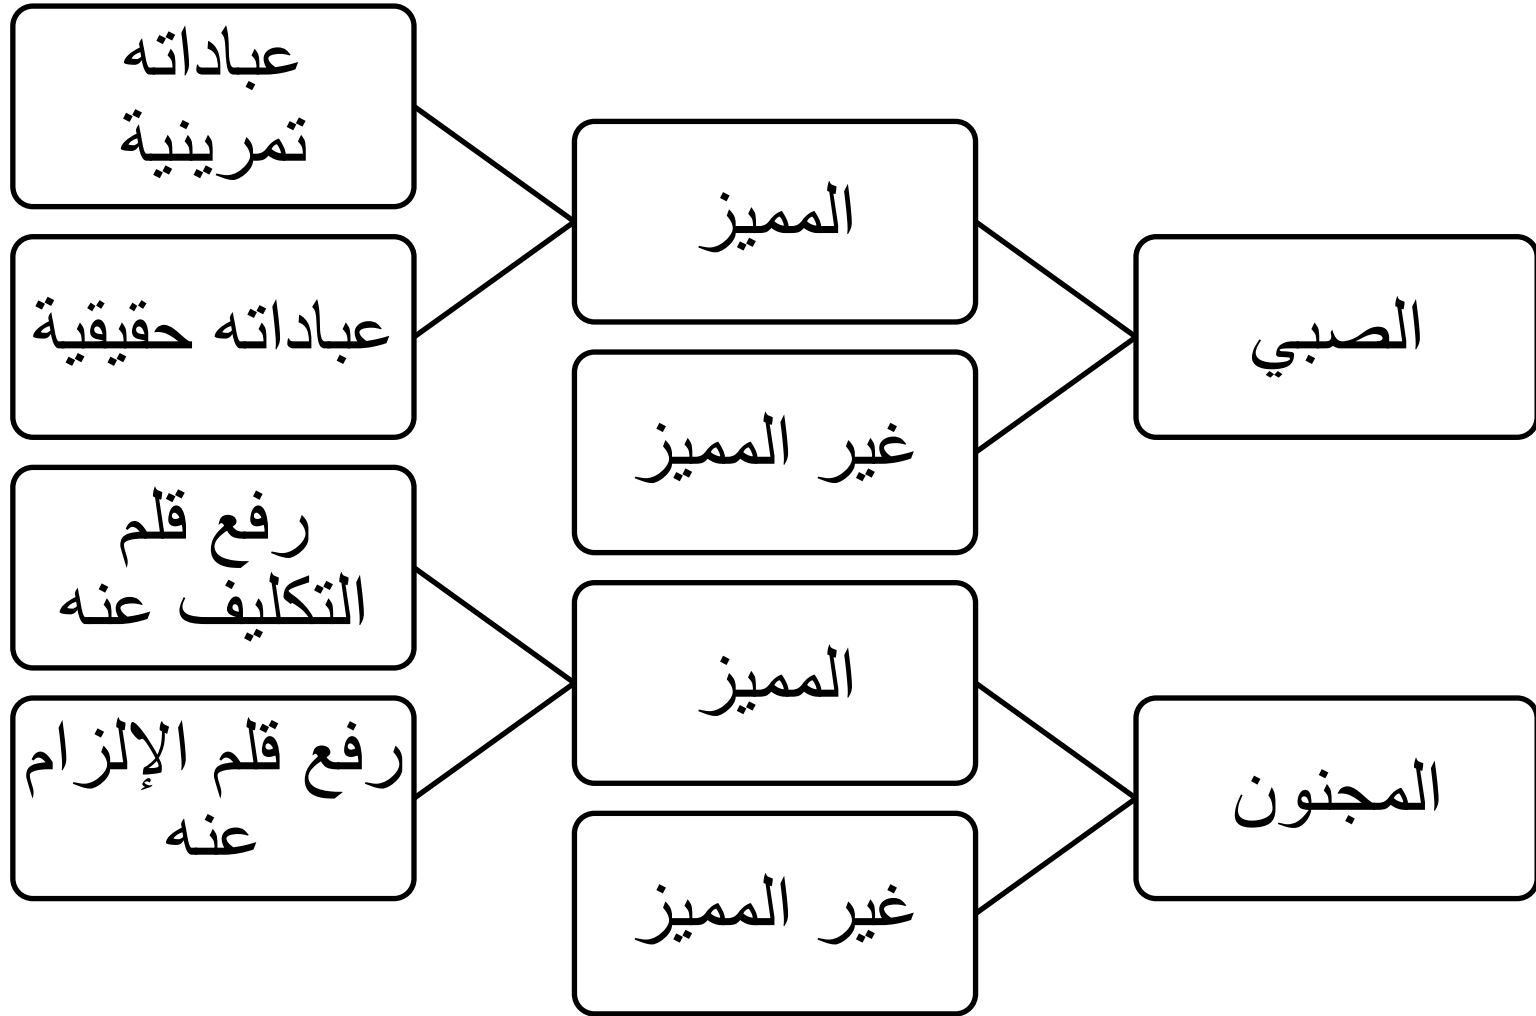 الصبي
المميز
عباداته
تمرينية
عباداته حقيقية
غير المميز
المجنون
المميز
رفع قلم
التكليف عنه
رفع قلم الإلزام
عنه
غير المميز